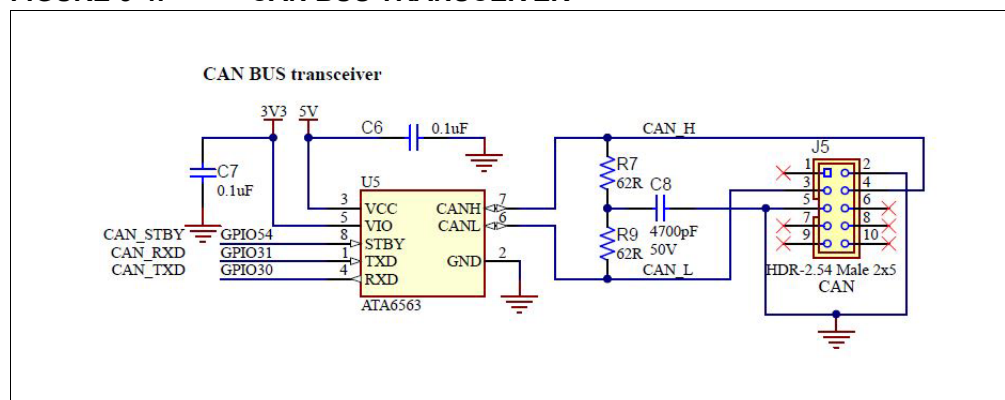 CAN BUS transceiver
3V3 5V
C6 0.1uF
CAN_H
J5
C7
0.1uF
R7
62R
C8
4700pF
50V
R9
62R
CAN_L
U5
3 VCC CANH 7
5 VIO CANL 6
CAN_STBY GPIO54 8 STBY
CAN_RXD GPIO31 1 TXD GND 2
CAN_TXD GPIO30 4 RXD
ATA6563
1 2
3 4
5 6
7 8
9 10
HDR-2.54 Male 2x5
CAN